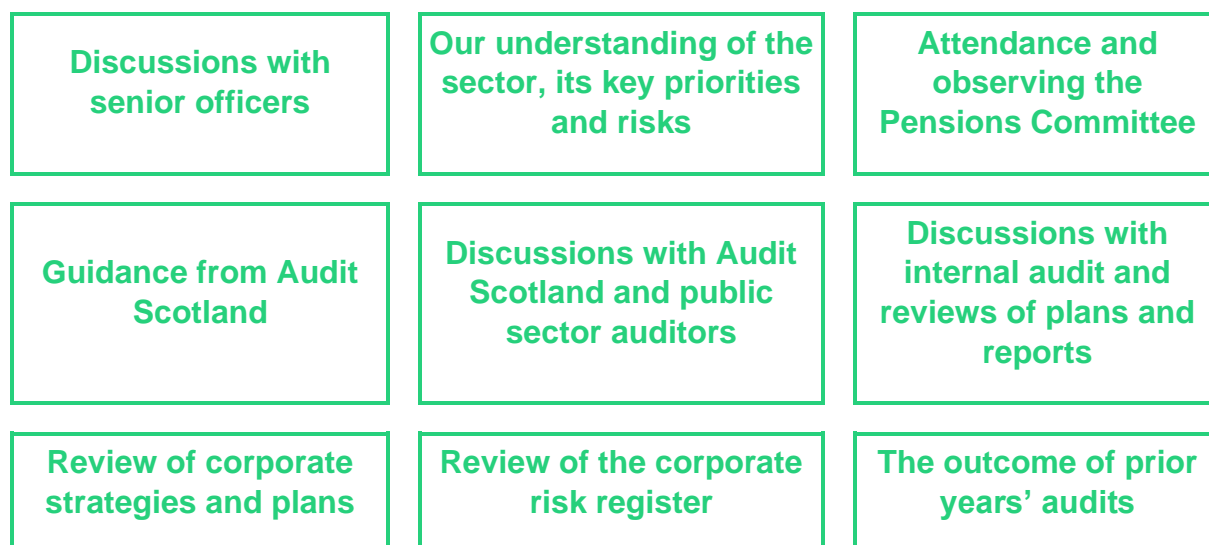 Discussions with
senior officers
Our understanding of the
sector, its key priorities
and risks
Attendance and
observing the
Pensions Committee
Guidance from Audit
Scotland
Discussions with Audit
Scotland and public
sector auditors
Discussions with
internal audit and
reviews of plans and
reports
Review of corporate
strategies and plans
Review of the corporate
risk register
The outcome of prior
years’ audits